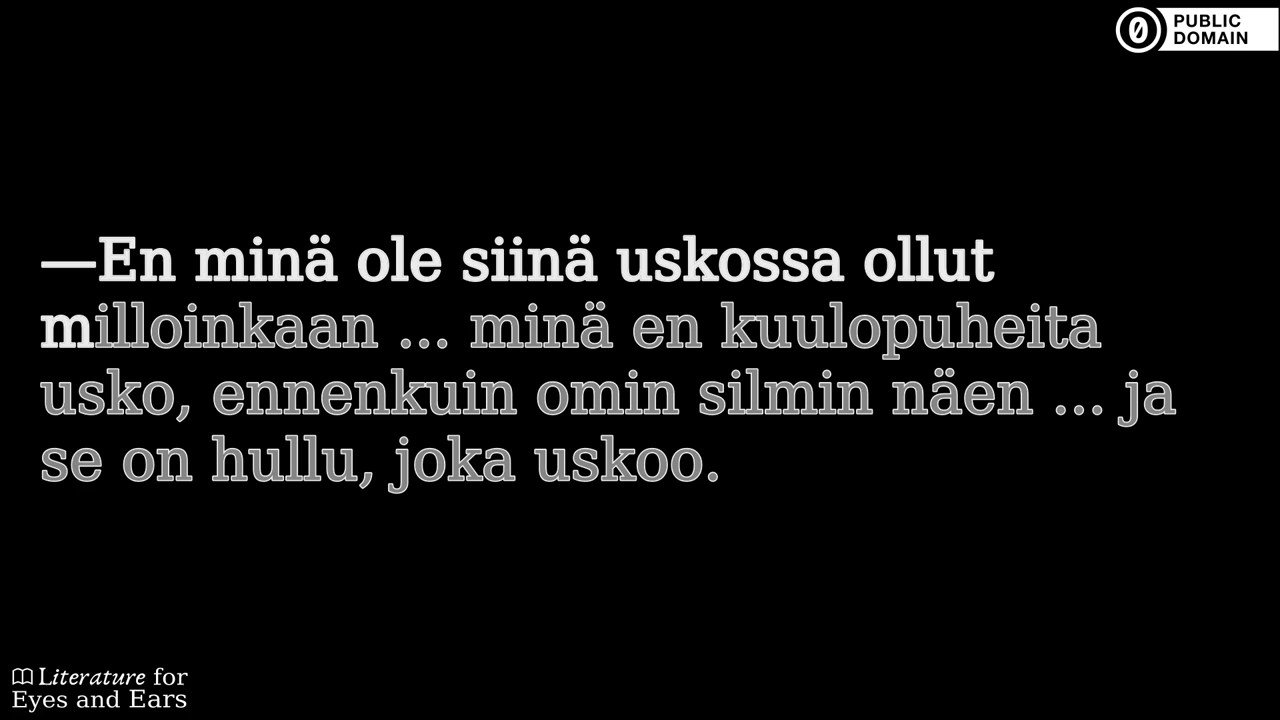 PUBLIC
DOMAIN
—En minä ole siinä uskossa ollut
milloinkaan ... minä en kuulopuheita
usko, ennenkuin omin silmin näen ... ja
se on hullu, joka uskoo.
Literature for
Eyes and Ears